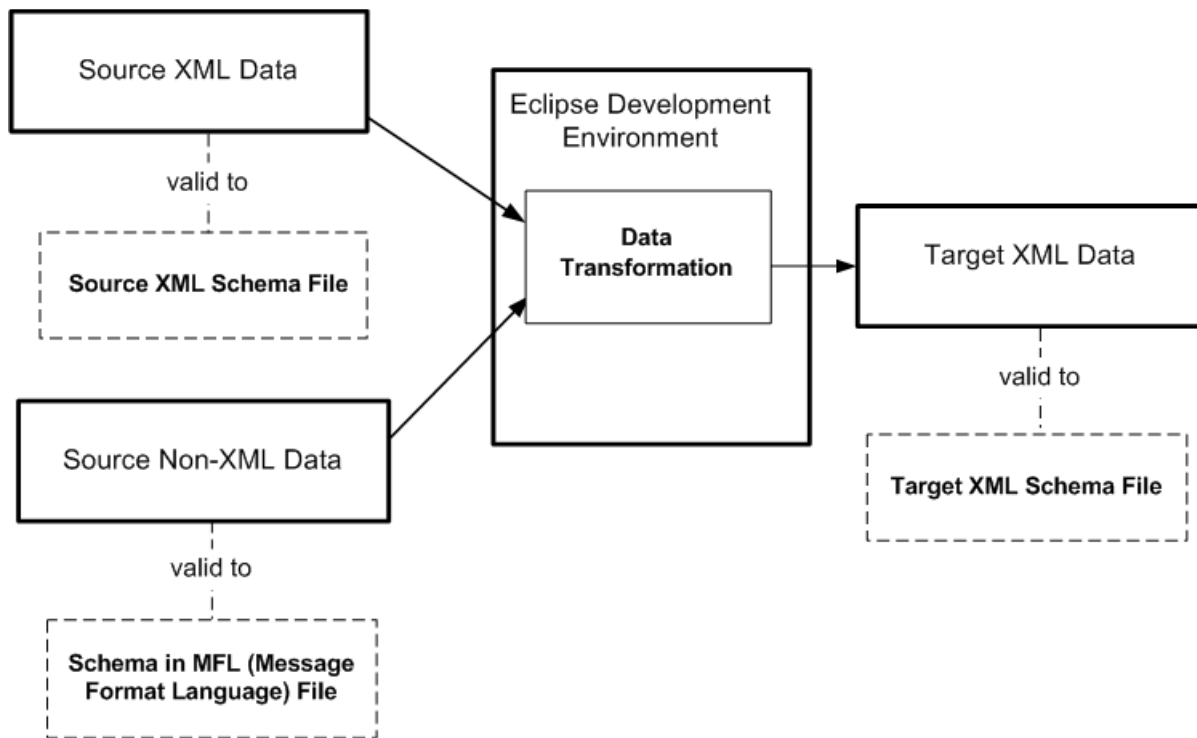 Source XML Data
valid to
Source XML Schema File
Source Non-XML Data
valid to
Schema in MFL (Message
Format Language) File
Eclipse Development
Environment
Data
Transformation
Target XML Data
valid to
Target XML Schema File